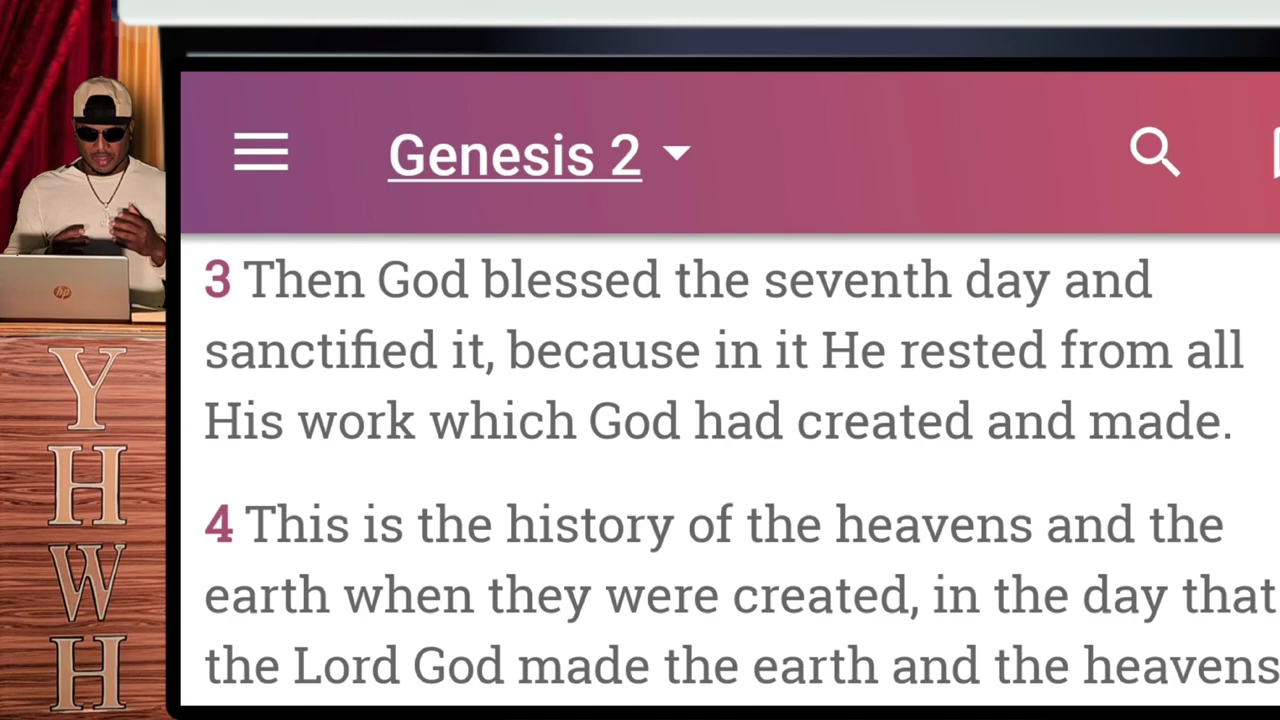 Genesis 2
3 Then God blessed the seventh day and
sanctified it, because in it He rested from all
His work which God had created and made.
4 This is the history of the heavens and the
earth when they were created, in the day that
the Lord God made the earth and the heavens
hp
Y
H
W
H